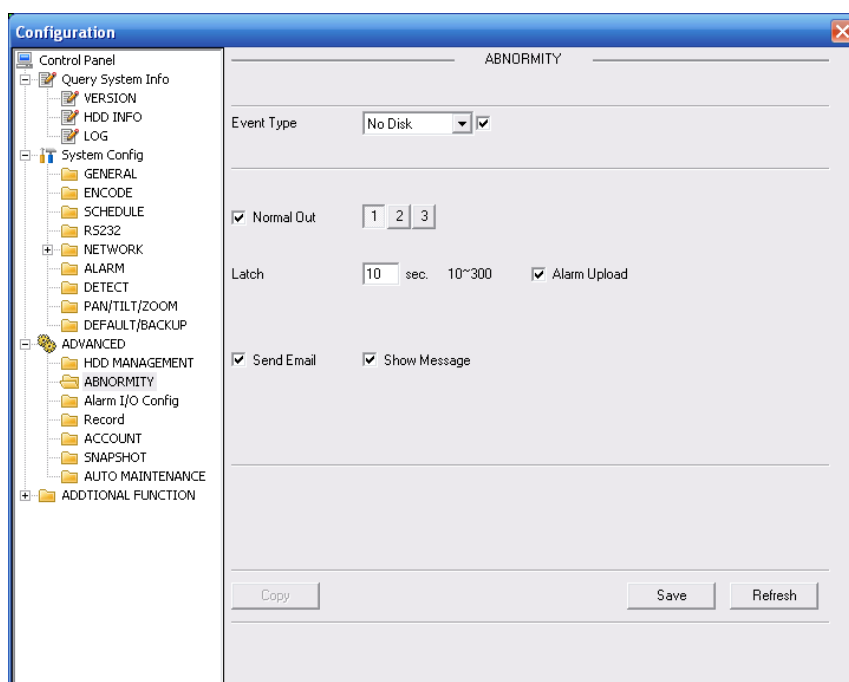 Configuration
Control Panel
Query System Info
VERSION
HDD INFO
LOG
System Config
GENERAL
ENCODE
SCHEDULE
RS232
NETWORK
ALARM
DETECT
PAN/TILT/ZOOM
DEFAULT/BACKUP
ADVANCED
HDD MANAGEMENT
ABNORMITY
Alarm I/O Config
Record
ACCOUNT
SNAPSHOT
AUTO MAINTENANCE
ADDTIONAL FUNCTION
ABNORMITY
Event Type No Disk
Normal Out 1 2 3
Latch 10 sec. 10~300 Alarm Upload
Send Email Show Message
Copy Save Refresh